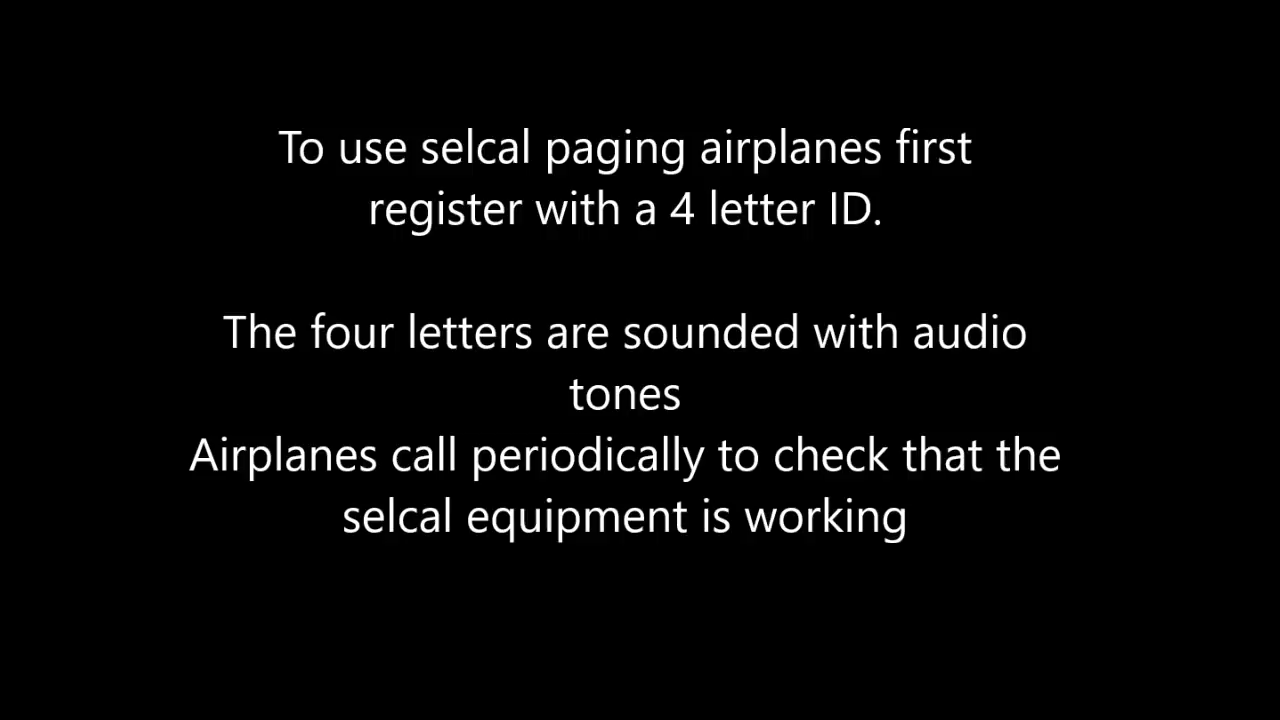 To use selcal paging airplanes first
register with a 4 letter ID.
The four letters are sounded with audio
tones
Airplanes call periodically to check that the
selcal equipment is working